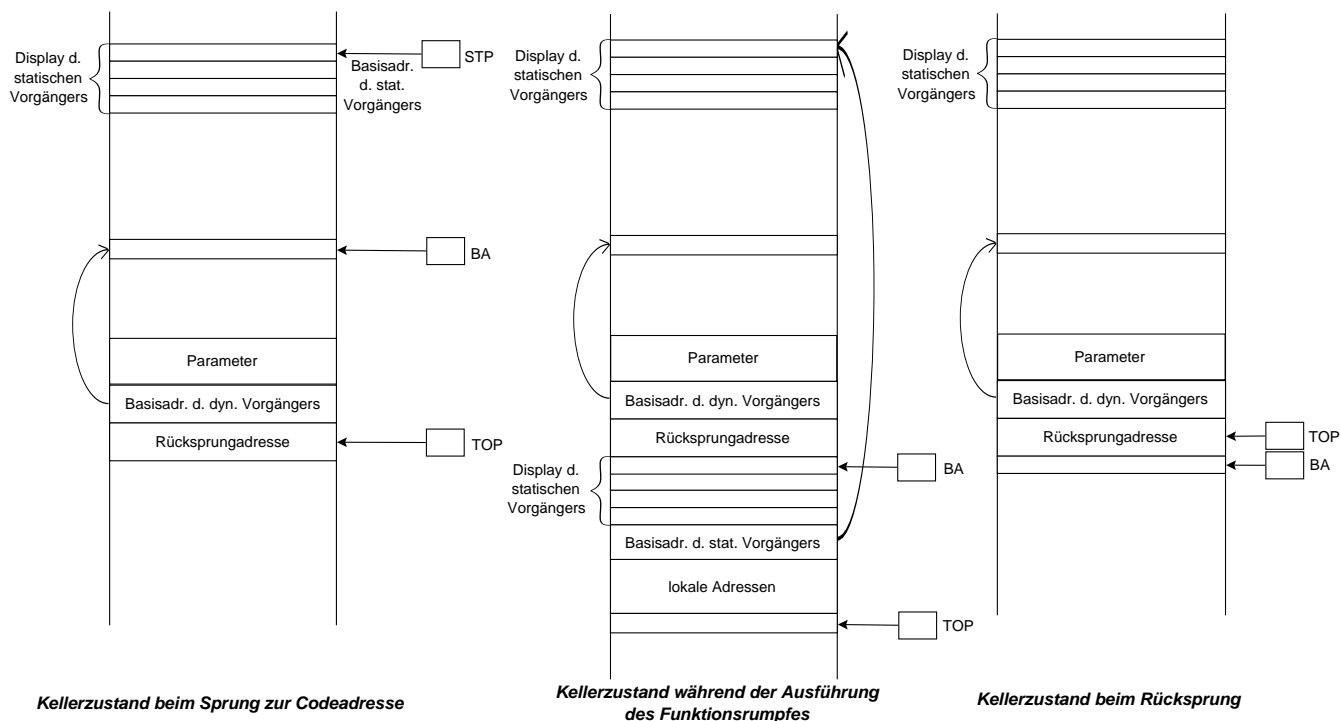 Display d.
statischen
Vorgängers
STP
Basisadr.
d. stat.
Vorgängers
BA
Parameter
Basisadr. d. dyn. Vorgängers
Rücksprungadresse
TOP
Kellerzustand beim Sprung zur Codeadresse
Display d.
statischen
Vorgängers
Parameter
Basisadr. d. dyn. Vorgängers
Rücksprungadresse
Display d.
statischen
Vorgängers
BA
Basisadr. d. stat. Vorgängers
lokale Adressen
TOP
Kellerzustand während der Ausführung
des Funktionsrumpfes
Display d.
statischen
Vorgängers
Parameter
Basisadr. d. dyn. Vorgängers
Rücksprungadresse
TOP
BA
Kellerzustand beim Rücksprung